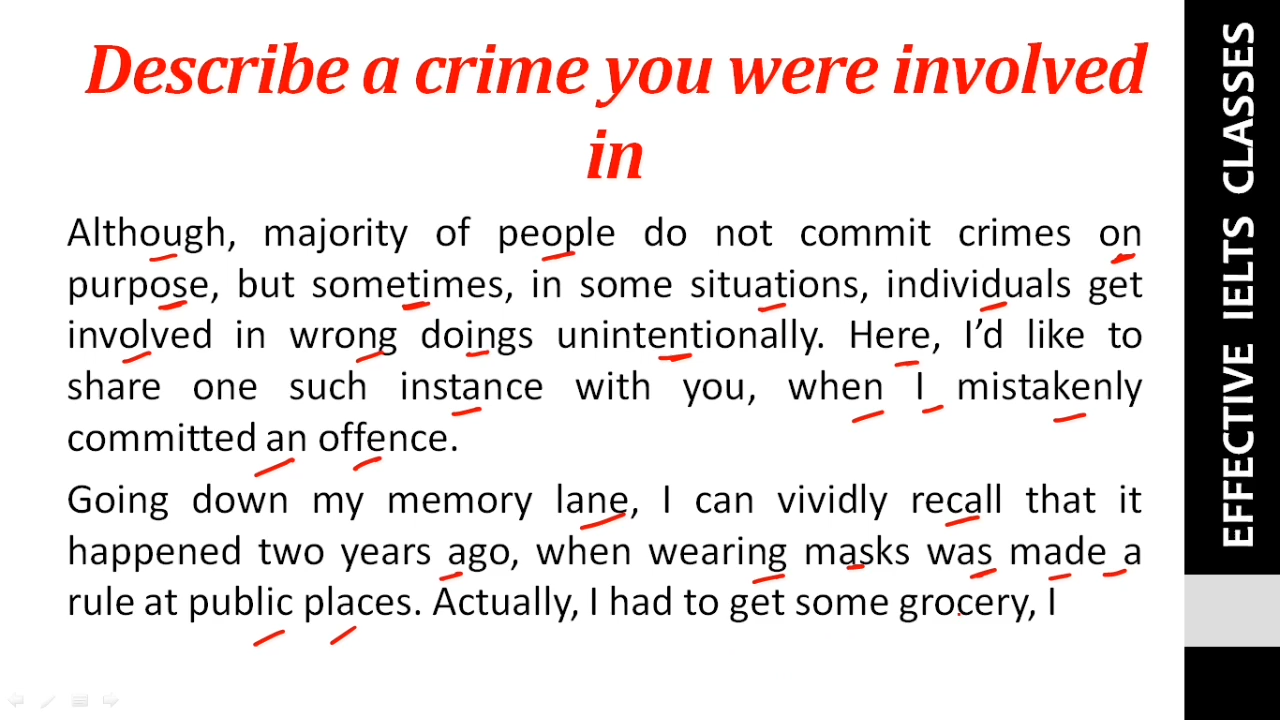 Describe a crime you were involved
in
Although, majority of people do not commit crimes on
purpose, but sometimes, in some situations, individuals get
involved in wrong doings unintentionally. Here, I’d like to
share one such instance with you, when I mistakenly
committed an offence.
Going down my memory lane, I can vividly recall that it
happened two years ago, when wearing masks was made a
rule at public places. Actually, I had to get some grocery, I
EFFECTIVE IELTS CLASSES